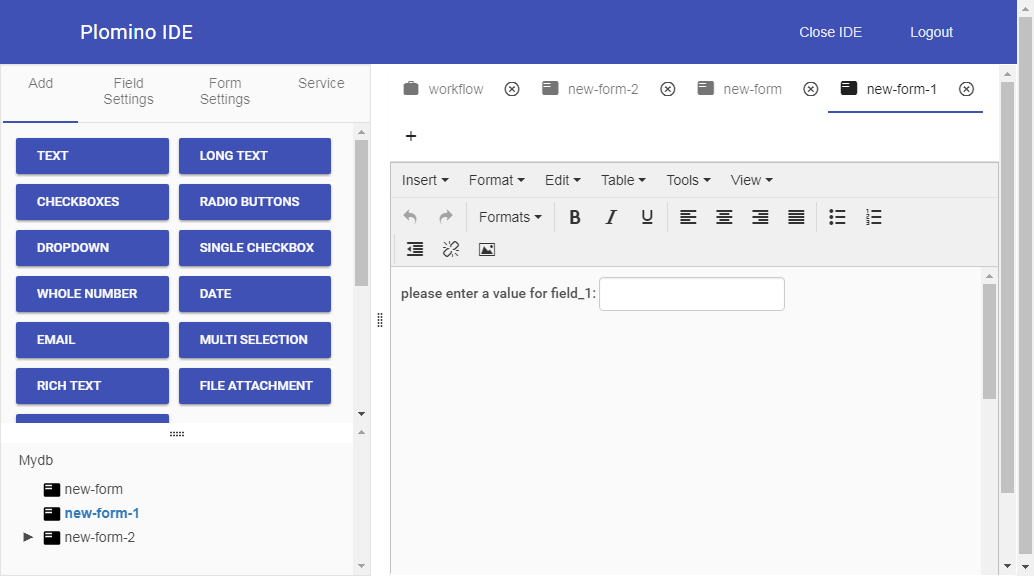 Plomino IDE
Close IDE
Logout
Add
Field Settings
Form Settings
Service
TEXT
LONG TEXT
CHECKBOXES
RADIO BUTTONS
DROPDOWN
SINGLE CHECKBOX
WHOLE NUMBER
DATE
EMAIL
MULTI SELECTION
RICH TEXT
FILE ATTACHMENT
Mydb
new-form
new-form-1
new-form-2
workflow
new-form-2
new-form
new-form-1
+
Insert
Format
Edit
Table
Tools
View
Formats
B
I
U
please enter a value for field_1: